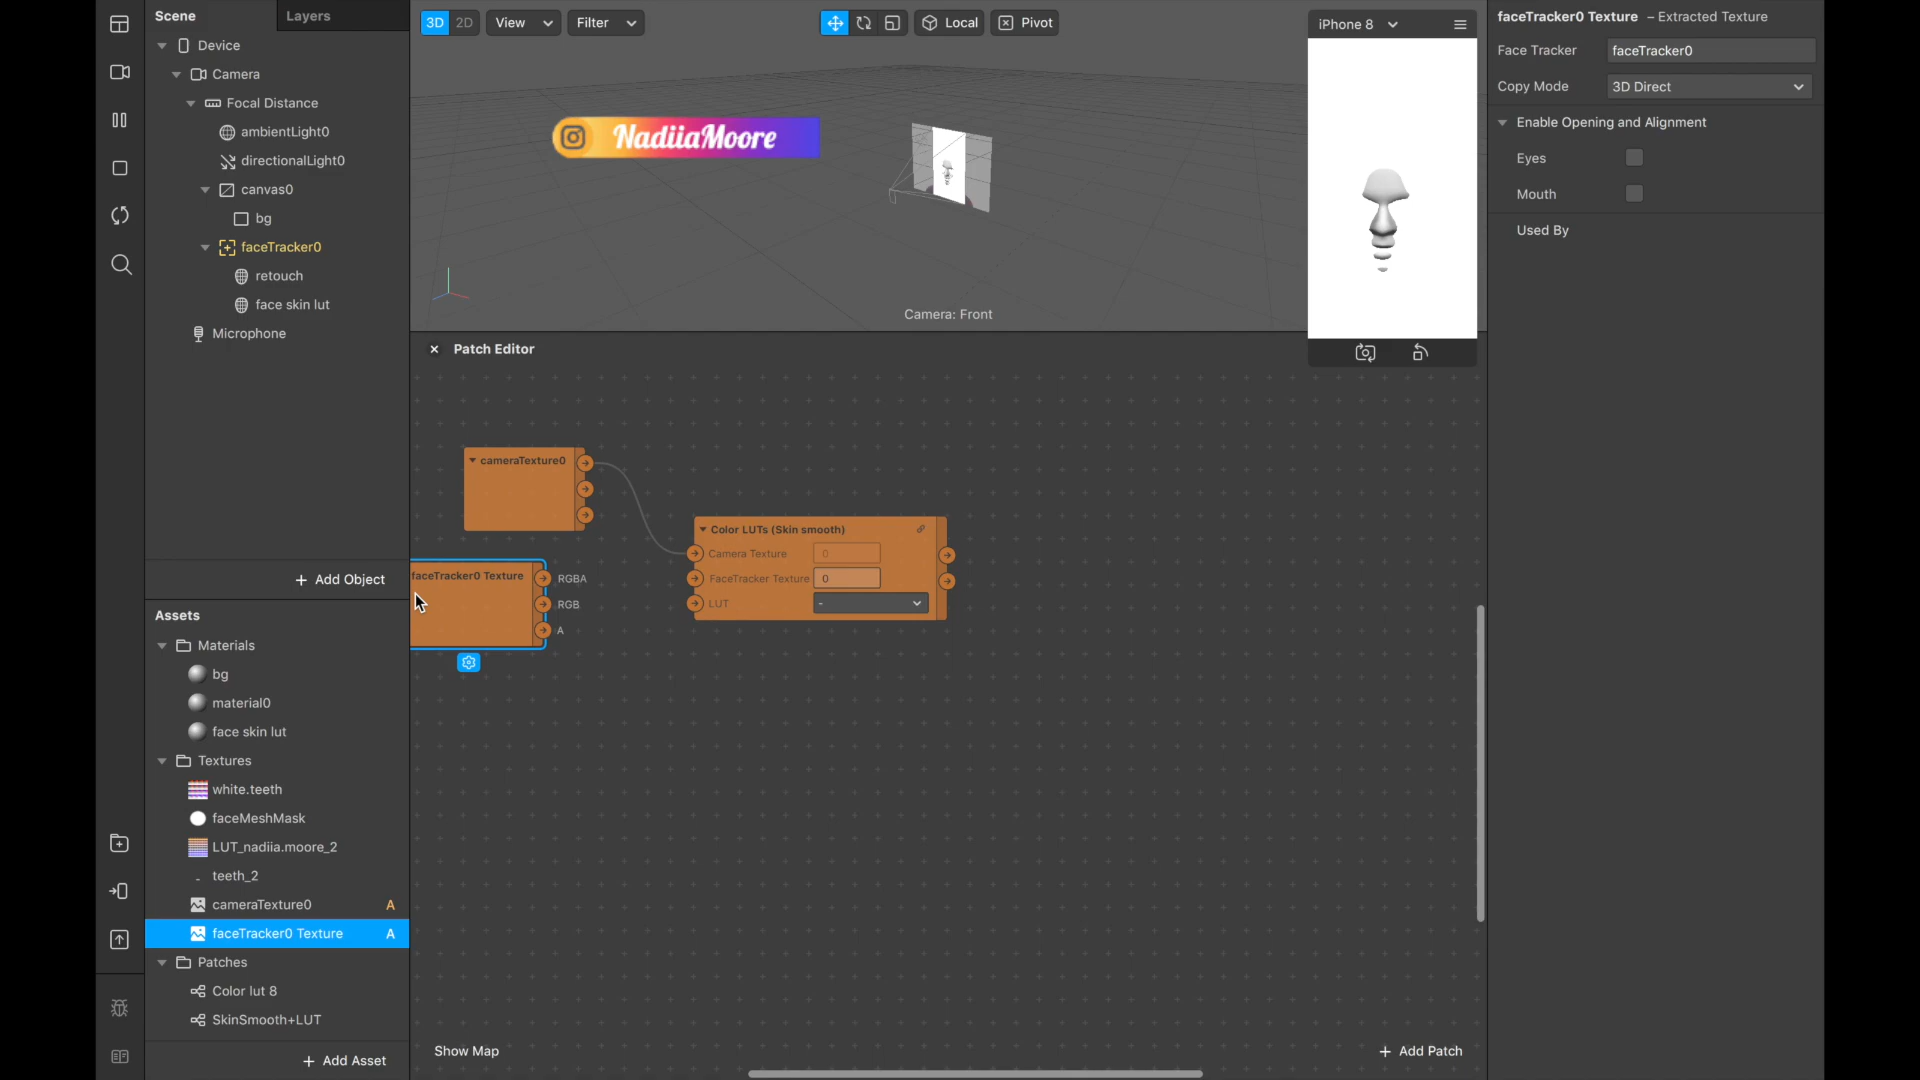 Scene
Layers
Device
Camera
Focal Distance
ambientLight0
directionalLight0
canvas0
bg
faceTracker0
retouch
face skin lut
Microphone
+ Add Object
Assets
Materials
bg
material0
face skin lut
Textures
white.teeth
faceMeshMask
LUT_nadiia.moore_2
teeth_2
cameraTexture0 A
faceTracker0 Texture A
Patches
Color lut 8
SkinSmooth+LUT
+ Add Asset
3D 2D View Filter Local Pivot
NadiiaMoore
Camera: Front
iPhone 8
Patch Editor
cameraTexture0
faceTracker0 Texture
RGBA
RGB
A
Color LUTs (Skin smooth)
Camera Texture 0
FaceTracker Texture 0
LUT -
Show Map
+ Add Patch
faceTracker0 Texture – Extracted Texture
Face Tracker faceTracker0
Copy Mode 3D Direct
Enable Opening and Alignment
Eyes
Mouth
Used By